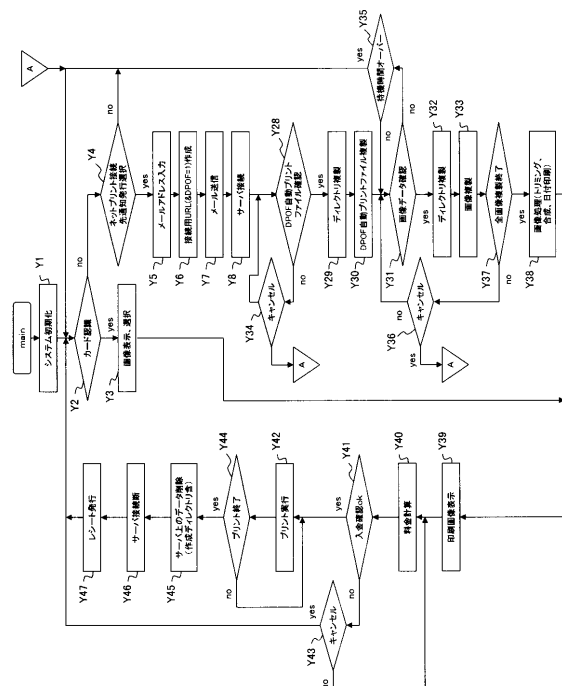 main
Y1
システム初期化
Y2
カード認識
no
yes
Y3
画像表示、選択
Y4
ネットプリント接続
先通知発行選択
no
yes
Y5
メールアドレス入力
Y6
接続用URL(&DPOF=1)作成
Y7
メール送信
Y8
サーバ接続
Y28
DPOF自動プリント
ファイル確認
no
yes
Y34
キャンセル
A
Y29
ディレクトリ複製
Y30
DPOF自動プリントファイル複製
Y31
画像データ確認
no
yes
Y35
待機時間オーバー
yes
no
A
Y32
ディレクトリ複製
Y33
画像複製
Y37
全画像複製終了
no
yes
Y36
キャンセル
no
yes
A
Y38
画像処理(トリミング、
合成、日付印刷)
Y39
印刷画像表示
Y40
料金計算
Y41
入金確認ok
no
yes
Y43
キャンセル
yes
no
Y42
プリント実行
Y44
プリント終了
no
yes
Y45
サーバ上のデータ削除
(作成ディレクトリ含)
Y46
サーバ接続断
Y47
レシート発行